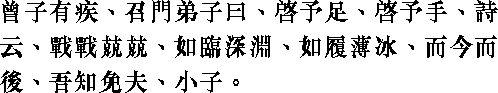 曾子有疾、召門弟子曰、啓予足、啓予手、詩
云、戰戰兢兢、如臨深淵、如履薄冰、而今而
後、吾知免夫、小子。